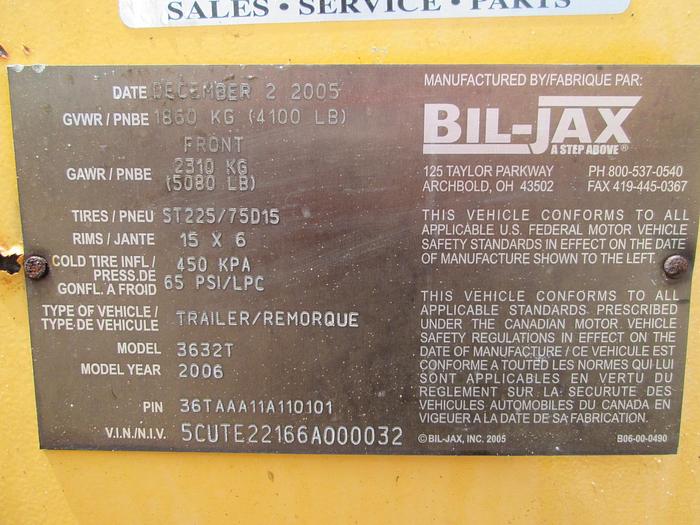 SALES • SERVICE • PARTS
DATE DECEMBER 2 2005
GVWR / PNBE 1860 KG (4100 LB)
FRONT
GAWR / PNBE 2310 KG
(5080 LB)
TIRES / PNEU ST225/75D15
RIMS / JANTE 15 X 6
COLD TIRE INFL / 450 KPA
PRESS.DE
GONFL. A FROID 65 PSI/LPC
TYPE OF VEHICLE / TRAILER/REMORQUE
TYPE DE VEHICULE
MODEL 3632T
MODEL YEAR 2006
PIN 36TAAA11A110101
V.I.N./N.I.V. 5CUTE22166A000032
MANUFACTURED BY/FABRIQUE PAR:
BIL-JAX
A STEP ABOVE®
125 TAYLOR PARKWAY PH 800-537-0540
ARCHBOLD, OH 43502 FAX 419-445-0367
THIS VEHICLE CONFORMS TO ALL
APPLICABLE U.S. FEDERAL MOTOR VEHICLE
SAFETY STANDARDS IN EFFECT ON THE DATE
OF MANUFACTURE SHOWN TO THE LEFT.
THIS VEHICLE CONFORMS TO ALL
APPLICABLE STANDARDS PRESCRIBED
UNDER THE CANADIAN MOTOR VEHICLE
SAFETY REGULATIONS IN EFFECT ON THE
DATE OF MANUFACTURE / CE VÉHICULE EST
CONFORME A TOUTED LES NORMES QUI LUI
SONT APPLICABLES EN VERTU DU
REGLEMENT SUR LA SECURUTE DES
VÉHICULES AUTOMOBILES DU CANADA EN
VIGEUER A LA DATE DE SA FABRICATION.
©BIL-JAX, INC. 2005 B06-00-0490